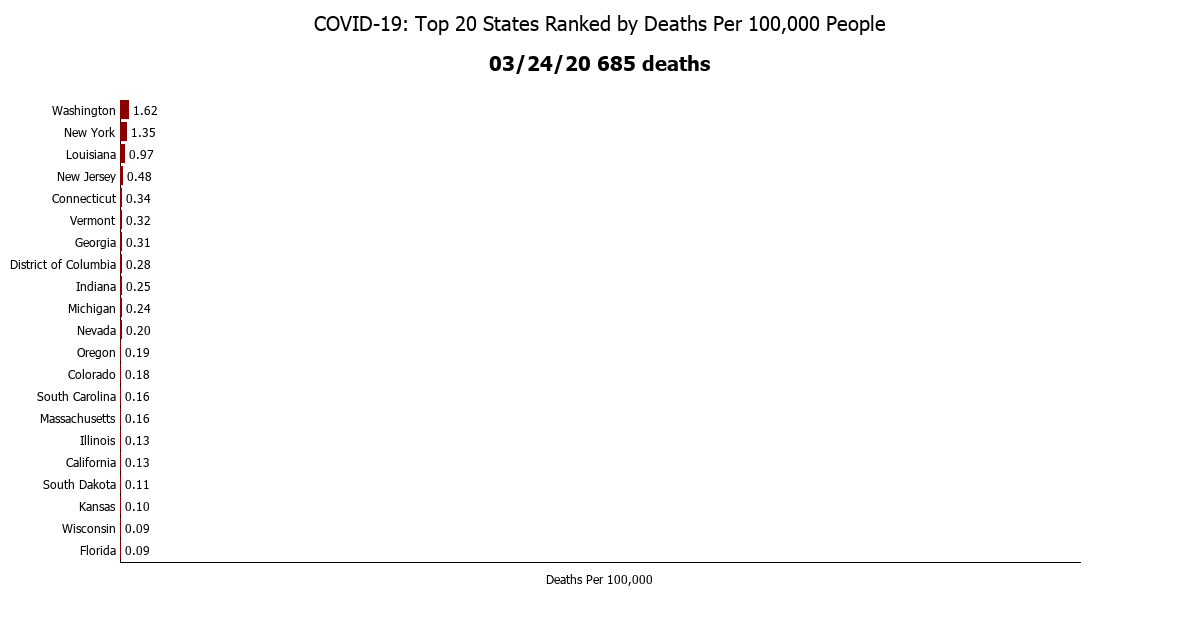 COVID-19: Top 20 States Ranked by Deaths Per 100,000 People
03/24/20 685 deaths
Washington 1.62
New York 1.35
Louisiana 0.97
New Jersey 0.48
Connecticut 0.34
Vermont 0.32
Georgia 0.31
District of Columbia 0.28
Indiana 0.25
Michigan 0.24
Nevada 0.20
Oregon 0.19
Colorado 0.18
South Carolina 0.16
Massachusetts 0.16
Illinois 0.13
California 0.13
South Dakota 0.11
Kansas 0.10
Wisconsin 0.09
Florida 0.09
Deaths Per 100,000